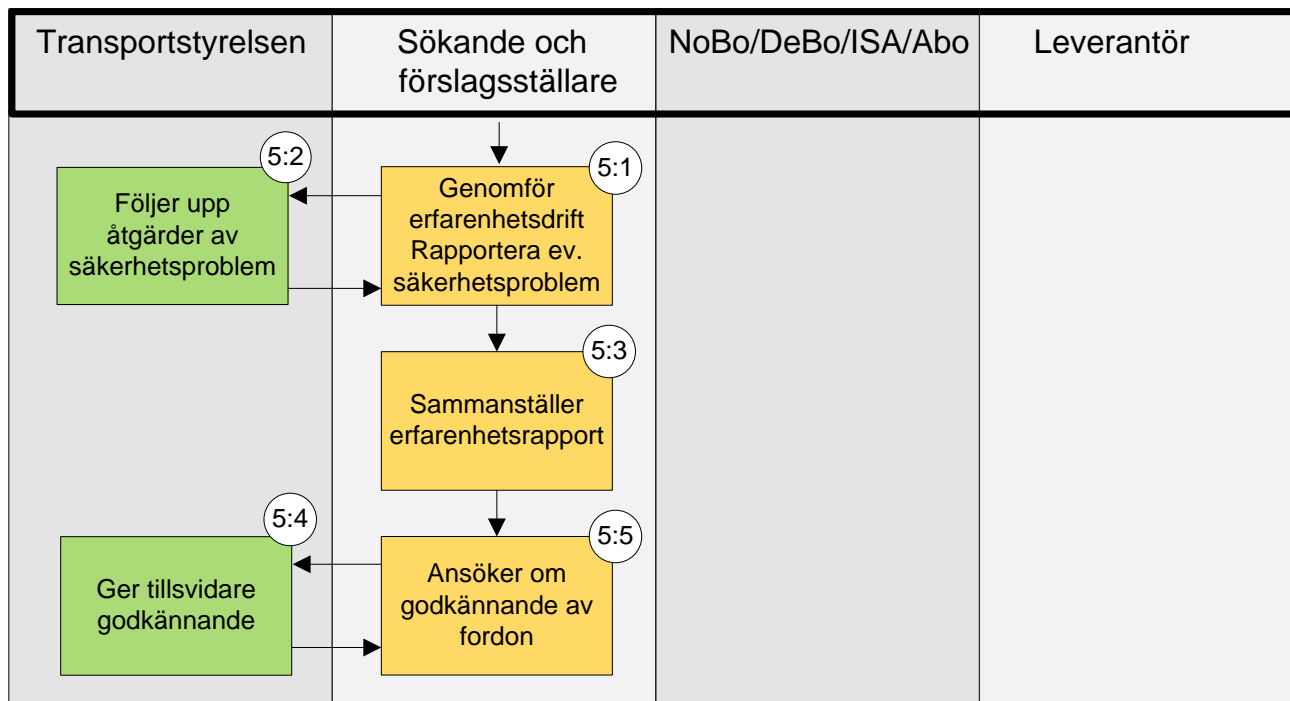 Transportstyrelsen
Sökande och
förslagsställare
NoBo/DeBo/ISA/Abo
Leverantör
5:2
Följer upp
åtgärder av
säkerhetsproblem
5:1
Genomför
erfarenhetsdrift
Rapportera ev.
säkerhetsproblem
5:3
Sammanställer
erfarenhetsrapport
5:4
Ger tillsvidare
godkännande
5:5
Ansöker om
godkännande av
fordon